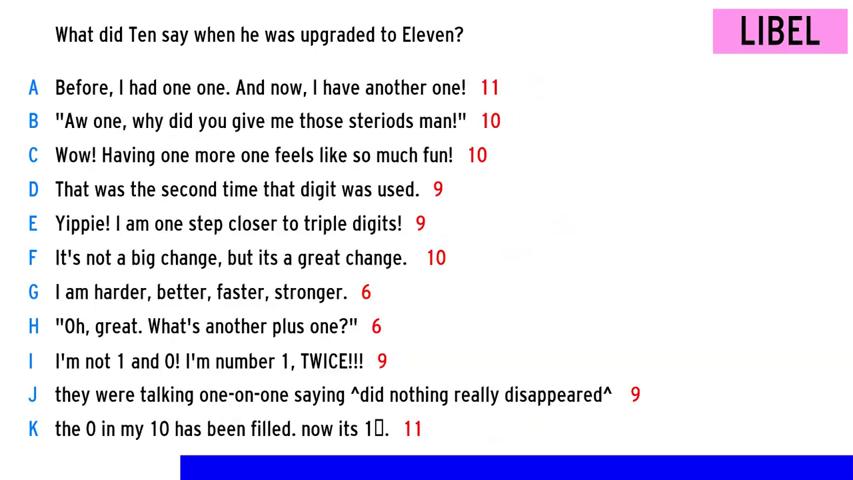 What did Ten say when he was upgraded to Eleven?
LIBEL
A Before, I had one one. And now, I have another one! 11
B "Aw one, why did you give me those steriods man!" 10
C Wow! Having one more one feels like so much fun! 10
D That was the second time that digit was used. 9
E Yippie! I am one step closer to triple digits! 9
F It's not a big change, but its a great change. 10
G I am harder, better, faster, stronger. 6
H "Oh, great. What's another plus one?" 6
I I'm not 1 and 0! I'm number 1, TWICE!!! 9
J they were talking one-on-one saying ^did nothing really disappeared^ 9
K the 0 in my 10 has been filled. now its 1▯. 11